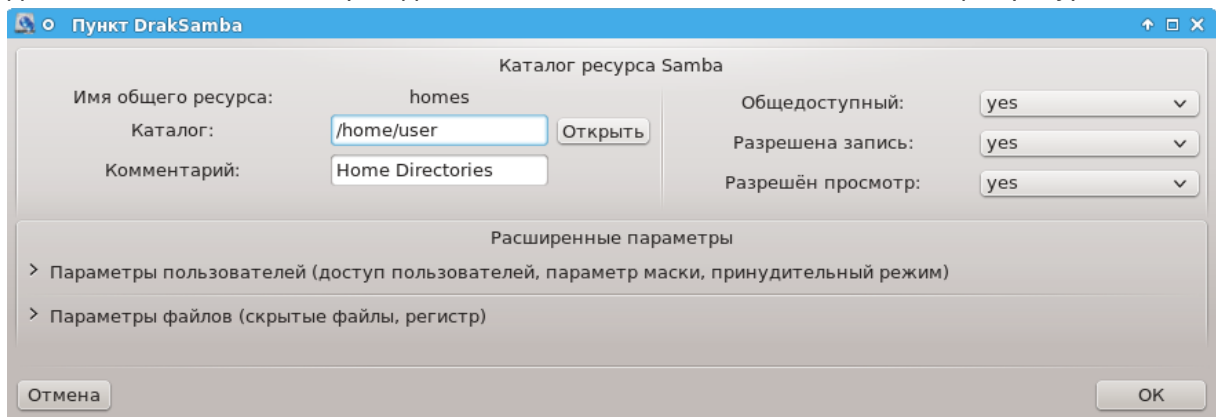 Пункт DrakSamba
Каталог ресурса Samba
Имя общего ресурса: homes
Каталог: /home/user Открыть
Комментарий: Home Directories
Общедоступный: yes
Разрешена запись: yes
Разрешён просмотр: yes
Расширенные параметры
> Параметры пользователей (доступ пользователей, параметр маски, принудительный режим)
> Параметры файлов (скрытые файлы, регистр)
Отмена
OK